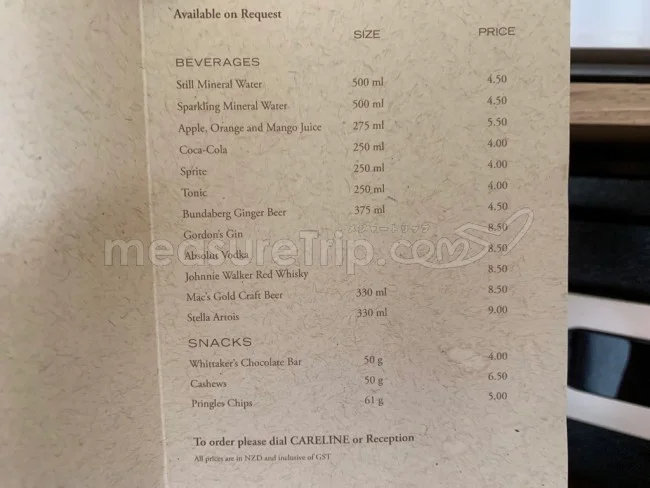 Available on Request
SIZE PRICE
BEVERAGES
Still Mineral Water 500 ml 4.50
Sparkling Mineral Water 500 ml 4.50
Apple, Orange and Mango Juice 275 ml 5.50
Coca-Cola 250 ml 4.00
Sprite 250 ml 4.00
Tonic 250 ml 4.00
Bundaberg Ginger Beer 375 ml 4.50
Gordon's Gin 8.50
Absolut Vodka 8.50
Johnnie Walker Red Whisky 8.50
Mac's Gold Craft Beer 330 ml 8.50
Stella Artois 330 ml 9.00
medsureTrip.com
SNACKS
Whittaker's Chocolate Bar 50 g 4.00
Cashews 50 g 6.50
Pringles Chips 61 g 5.00
To order please dial CARELINE or Reception
All prices are in NZD and inclusive of GST